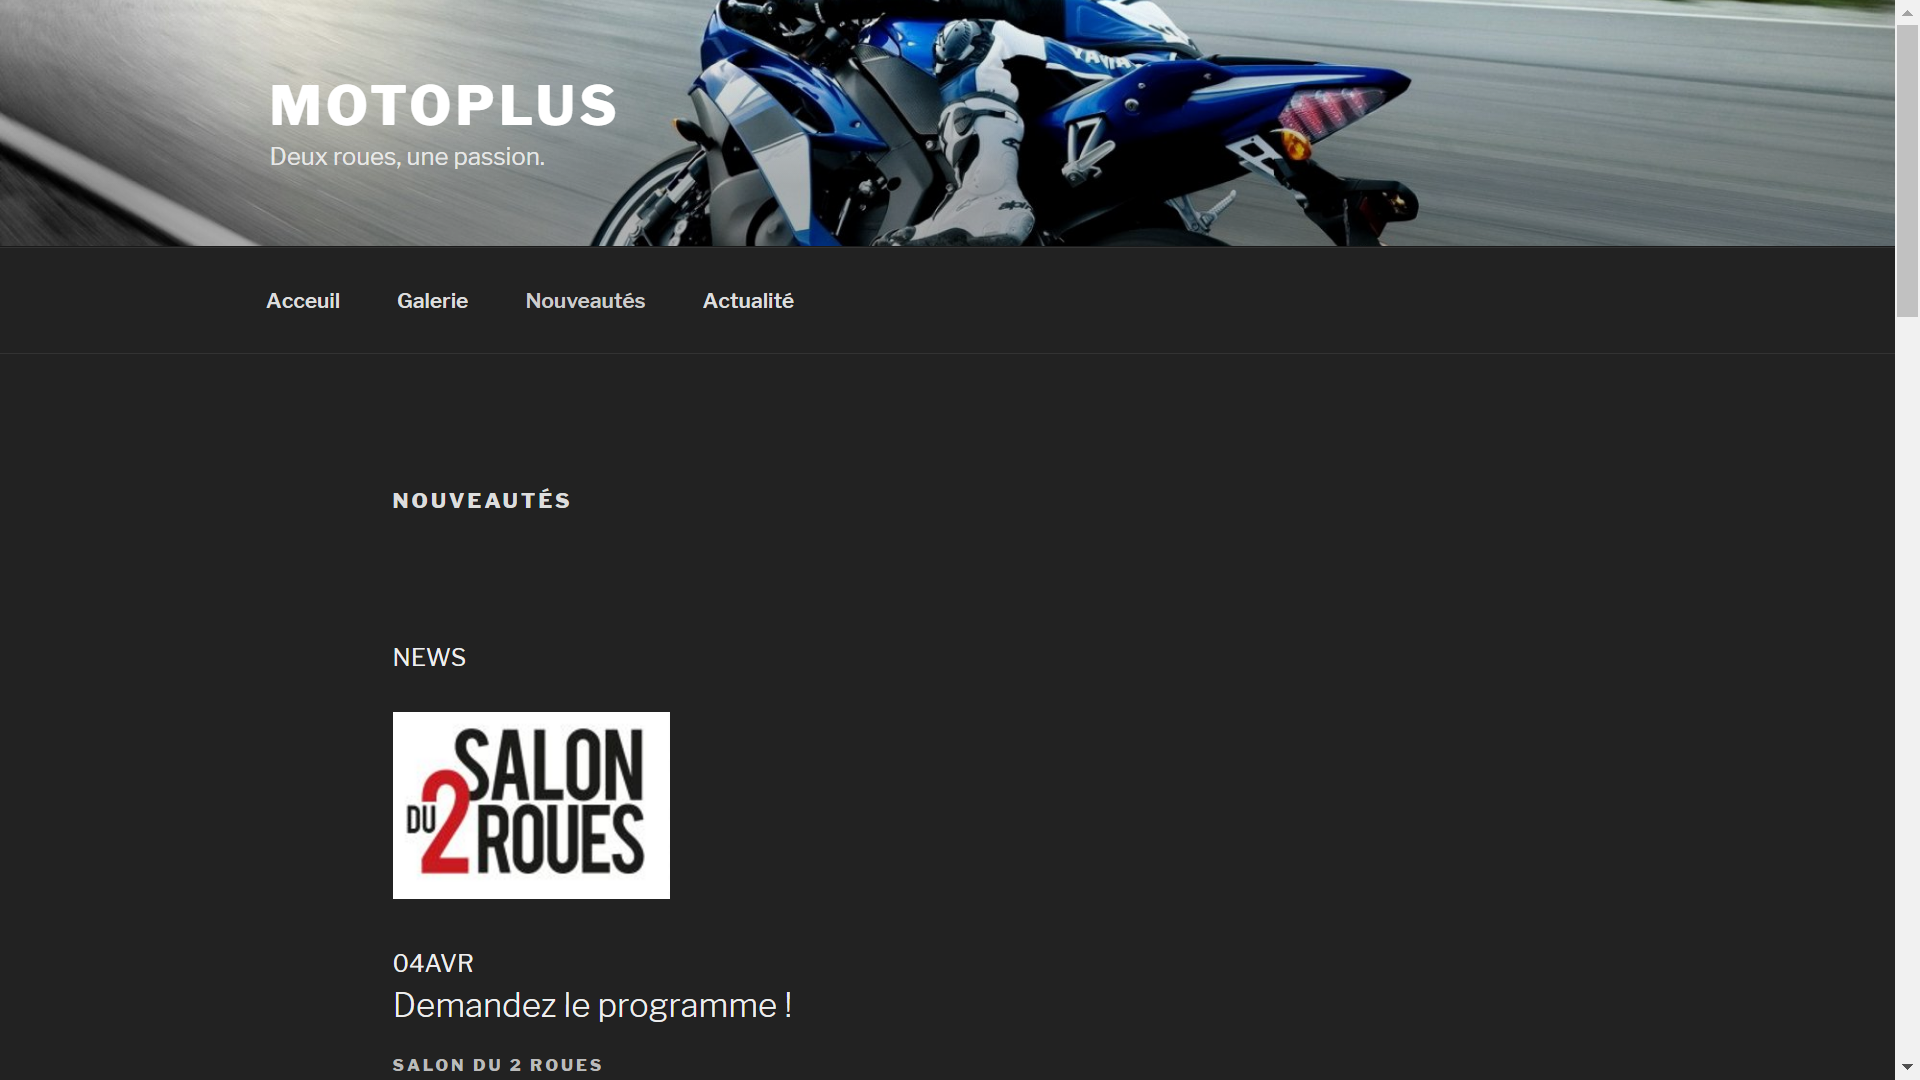 MOTOPLUS
Deux roues, une passion.
YAMA
Acceuil
Galerie
Nouveautés
Actualité
NOUVEAUTÉS
NEWS
SALON
DU 2 ROUES
04AVR
Demandez le programme !
SALON DU 2 ROUES